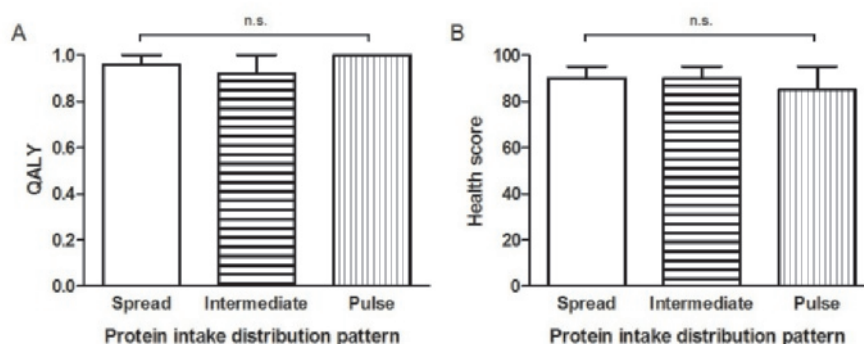 A
n.s.
QALY
1.0
0.8
0.6
0.4
0.2
0.0
Spread Intermediate Pulse
Protein intake distribution pattern
B
n.s.
Health score
100
80
60
40
20
0
Spread Intermediate Pulse
Protein intake distribution pattern